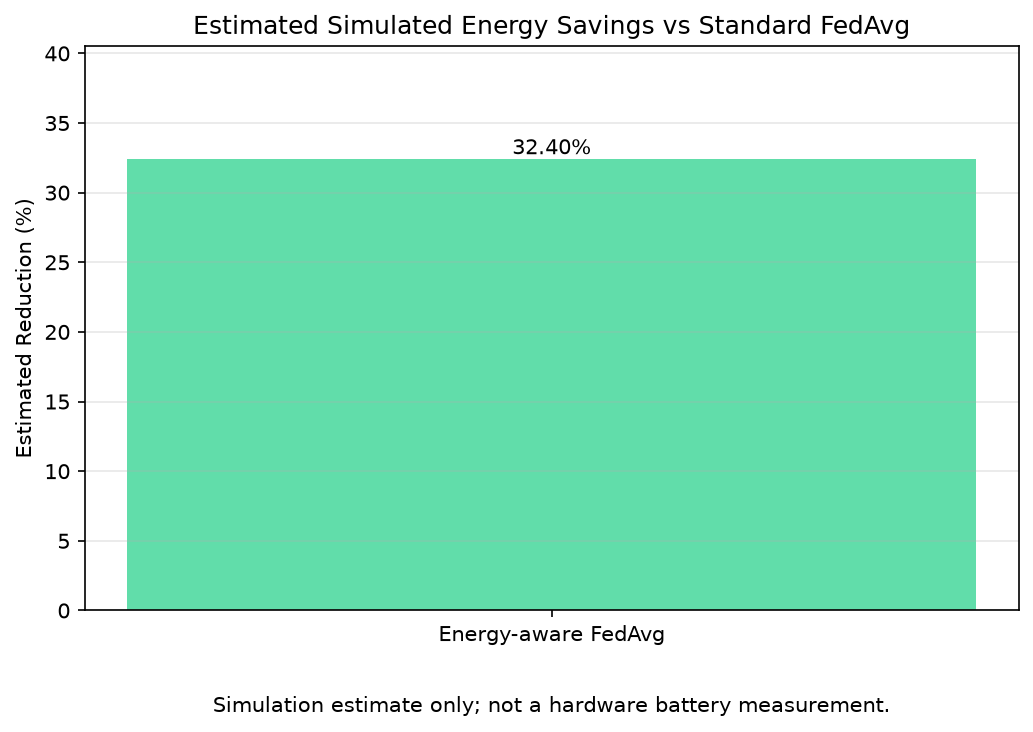 Estimated Simulated Energy Savings vs Standard FedAvg
Estimated Reduction (%)
40
35
30
25
20
15
10
5
0
32.40%
Energy-aware FedAvg
Simulation estimate only; not a hardware battery measurement.